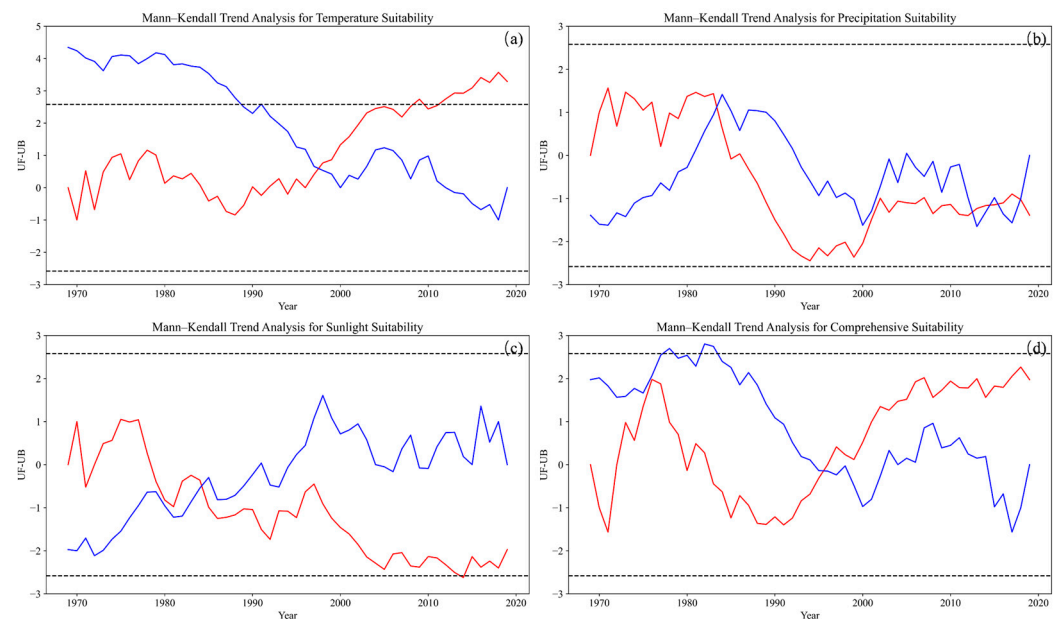 Mann–Kendall Trend Analysis for Temperature Suitability
(a)
5
4
3
2
1
0
−1
−2
−3
UF-UB
1970 1980 1990 2000 2010 2020
Year
Mann–Kendall Trend Analysis for Precipitation Suitability
(b)
3
2
1
0
−1
−2
−3
UF-UB
1970 1980 1990 2000 2010 2020
Year
Mann–Kendall Trend Analysis for Sunlight Suitability
(c)
3
2
1
0
−1
−2
−3
UF-UB
1970 1980 1990 2000 2010 2020
Year
Mann–Kendall Trend Analysis for Comprehensive Suitability
(d)
3
2
1
0
−1
−2
−3
UF-UB
1970 1980 1990 2000 2010 2020
Year